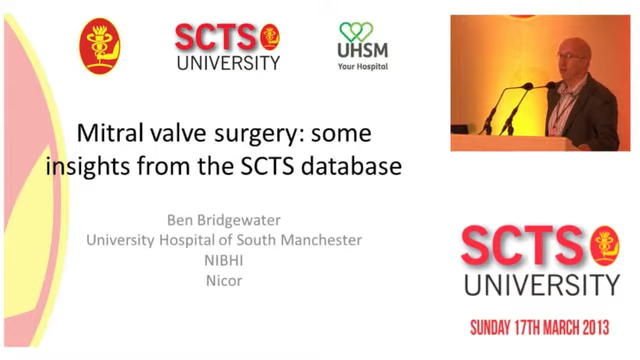 SCTS
UNIVERSITY
UHSM
Your Hospital
Mitral valve surgery: some
insights from the SCTS database
Ben Bridgewater
University Hospital of South Manchester
NIBHI
Nicor
SCTS
UNIVERSITY
SUNDAY 17TH MARCH 2013